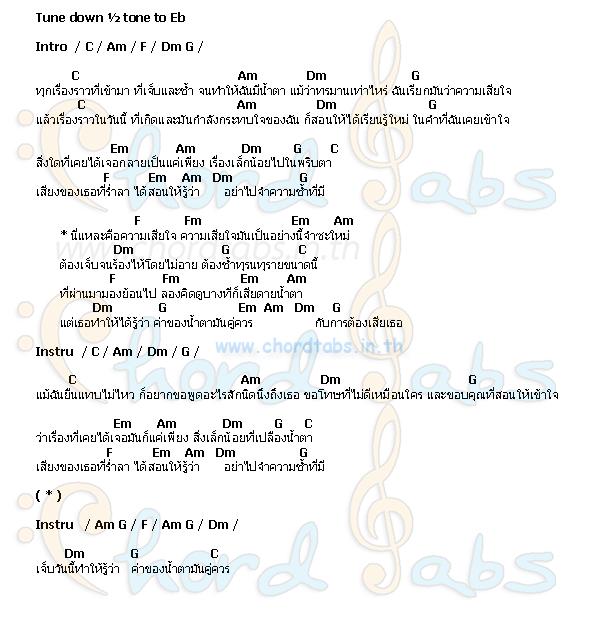 Tune down ½ tone to Eb
Intro / C / Am / F / Dm G /
C Am Dm G
ทุกเรื่องราวที่เข้ามา ที่เจ็บและช้ำ จนทำให้ฉันมีน้ำตา แม้ว่าทรมานเท่าไหร่ ฉันเรียกมันว่าความเสียใจ
C Am Dm G
แล้วเรื่องราวในวันนี้ ที่เกิดและมันกำลังกระทบใจของฉัน ก็สอนให้ได้เรียนรู้ใหม่ ในคำที่ฉันเคยเข้าใจ
Em Am Dm G C
สิ่งใดที่เคยได้เจอกลายเป็นแค่เพียง เรื่องเล็กน้อยไปในพริบตา
F Em Am Dm G
เสียงของเธอที่ร่ำลา ได้สอนให้รู้ว่า อย่าไปจำความช้ำที่มี
F Fm Em Am
* นี่แหละคือความเสียใจ ความเสียใจมันเป็นอย่างนี้จำซะใหม่
Dm G C
ต้องเจ็บจนร้องไห้โดยไม่อาย ต้องช้ำทุรนทุรายขนาดนี้
F Fm Em Am
ที่ผ่านมามองย้อนไป ลองคิดดูบางทีก็เสียดายน้ำตา
Dm G Em Am Dm G
แต่เธอทำให้ได้รู้ว่า ค่าของน้ำตามันคู่ควร กับการต้องเสียเธอ
Instru / C / Am / Dm / G /
www.chordtabs.in.th
C Am Dm G
แม้ฉันยืนแทบไม่ไหว ก็อยากขอพูดอะไรสักนิดนึงถึงเธอ ขอโทษที่ไม่ดีเหมือนใคร และขอบคุณที่สอนให้เข้าใจ
Em Am Dm G C
ว่าเรื่องที่เคยได้เจอมันก็แค่เพียง สิ่งเล็กน้อยที่เปลืองน้ำตา
F Em Am Dm G
เสียงของเธอที่ร่ำลา ได้สอนให้รู้ว่า อย่าไปจำความช้ำที่มี
( * )
Instru / Am G / F / Am G / Dm /
Dm G C
เจ็บวันนี้ทำให้รู้ว่า ค่าของน้ำตามันคู่ควร